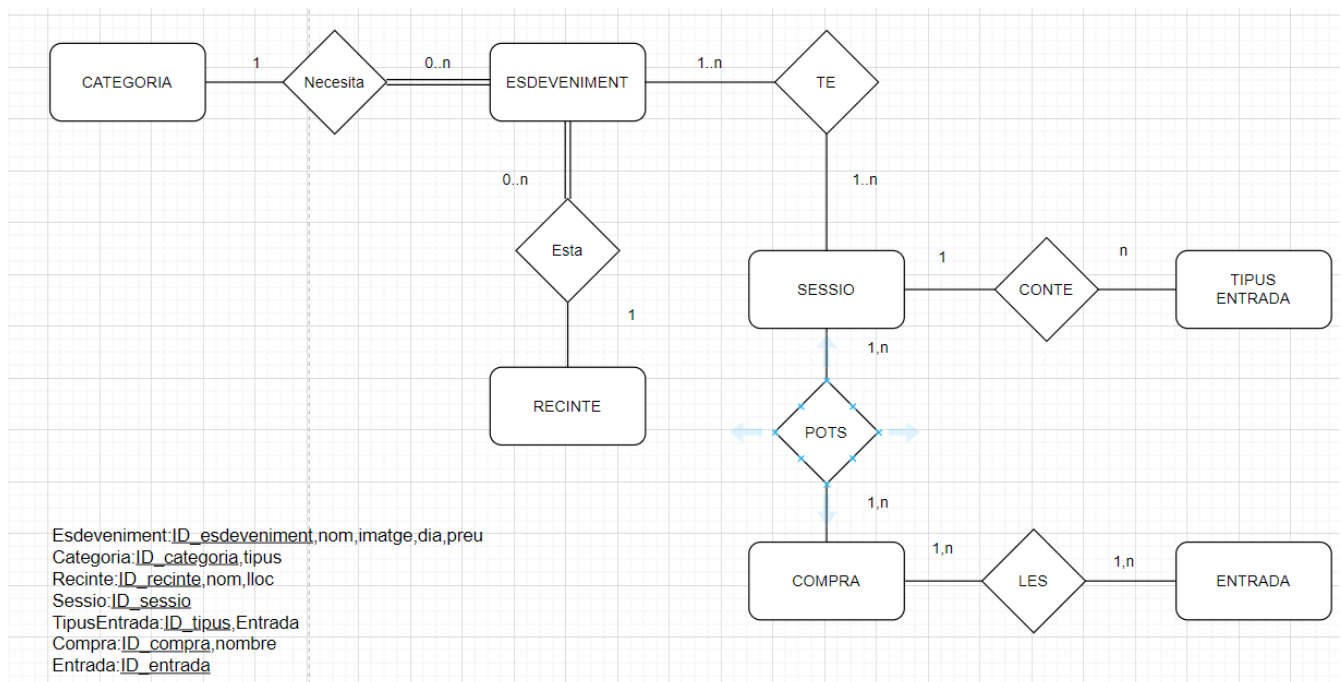 CATEGORIA
1
Necesita
0..n
ESDEVENIMENT
1..n
TE
0..n
1..n
Esta
SESSIO
1
CONTE
n
TIPUS
ENTRADA
1
1,n
RECINTE
POTS
1,n
COMPRA
1,n
LES
1,n
ENTRADA
Esdeveniment:ID_esdeveniment,nom,imatge,dia,preu
Categoria:ID_categoria,tipus
Recinte:ID_recinte,nom,lloc
Sessio:ID_sessio
TipusEntrada:ID_tipus,Entrada
Compra:ID_compra,nombre
Entrada:ID_entrada